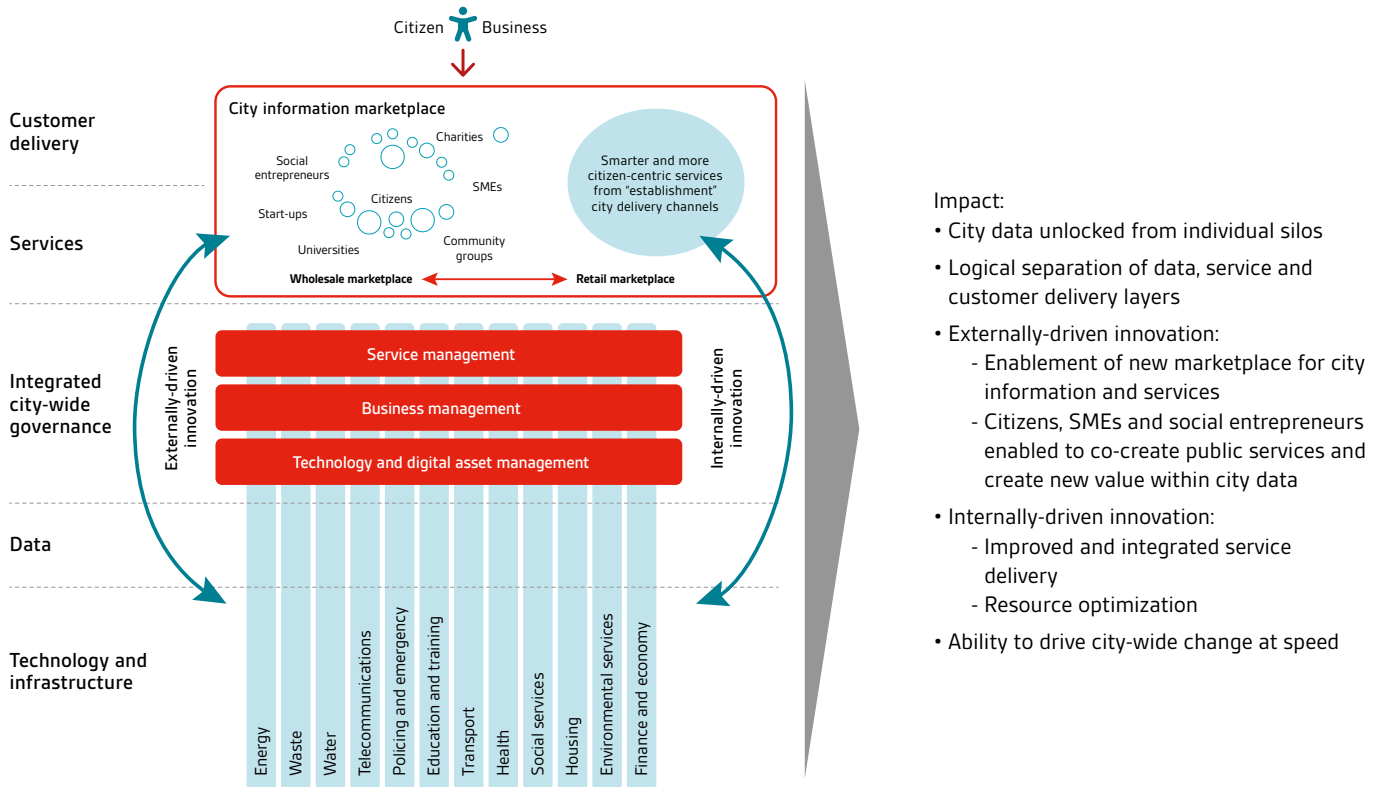 Citizen Business
Customer
delivery
Services
Integrated
city-wide
governance
Data
Technology and
infrastructure
City information marketplace
Charities
Social
entrepreneurs
SMEs
Citizens
Start-ups
Universities
Community
groups
Smarter and more
citizen-centric services
from “establishment”
city delivery channels
Wholesale marketplace
Retail marketplace
Externally-driven
innovation
Service management
Business management
Technology and digital asset management
Internally-driven
innovation
Energy
Waste
Water
Telecommunications
Policing and emergency
Education and training
Transport
Health
Social services
Housing
Environmental services
Finance and economy
Impact:
• City data unlocked from individual silos
• Logical separation of data, service and
customer delivery layers
• Externally-driven innovation:
- Enablement of new marketplace for city
information and services
- Citizens, SMEs and social entrepreneurs
enabled to co-create public services and
create new value within city data
• Internally-driven innovation:
- Improved and integrated service
delivery
- Resource optimization
• Ability to drive city-wide change at speed